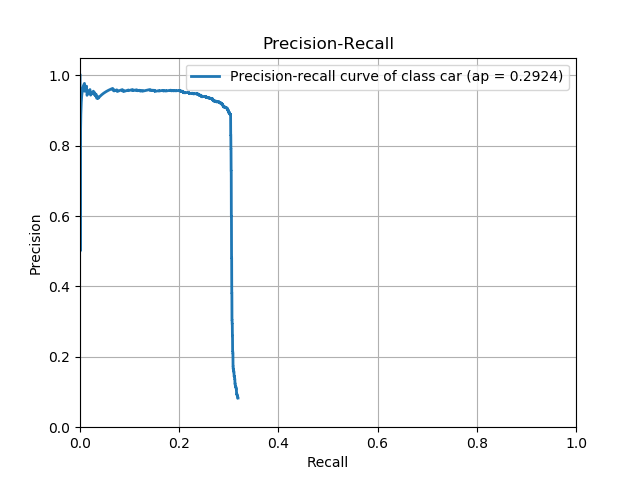 Precision-Recall
Precision-recall curve of class car (ap = 0.2924)
1.0
0.8
0.6
0.4
0.2
0.0
Precision
0.0 0.2 0.4 0.6 0.8 1.0
Recall